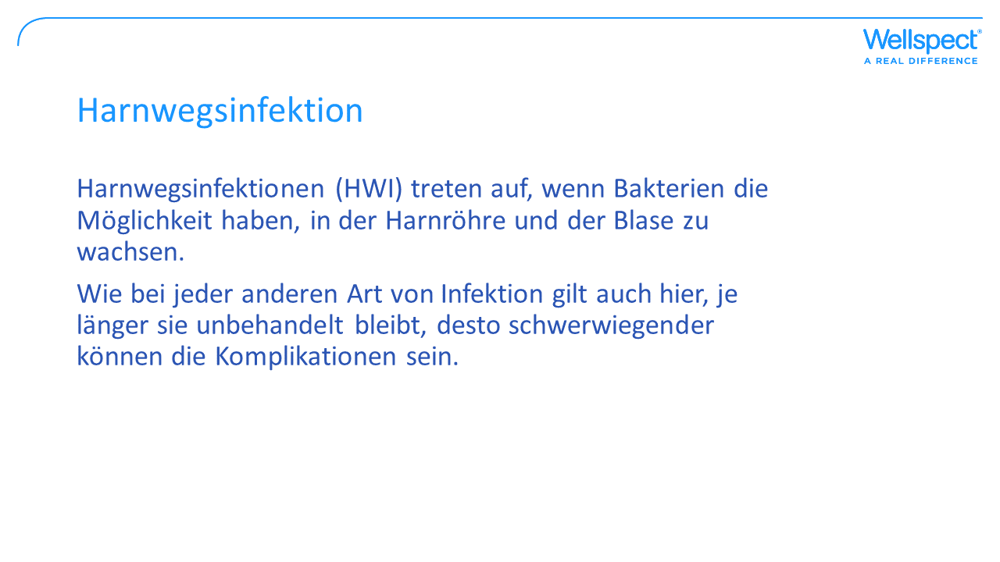 Wellspect®
A REAL DIFFERENCE
Harnwegsinfektion
Harnwegsinfektionen (HWI) treten auf, wenn Bakterien die
Möglichkeit haben, in der Harnröhre und der Blase zu
wachsen.
Wie bei jeder anderen Art von Infektion gilt auch hier, je
länger sie unbehandelt bleibt, desto schwerwiegender
können die Komplikationen sein.